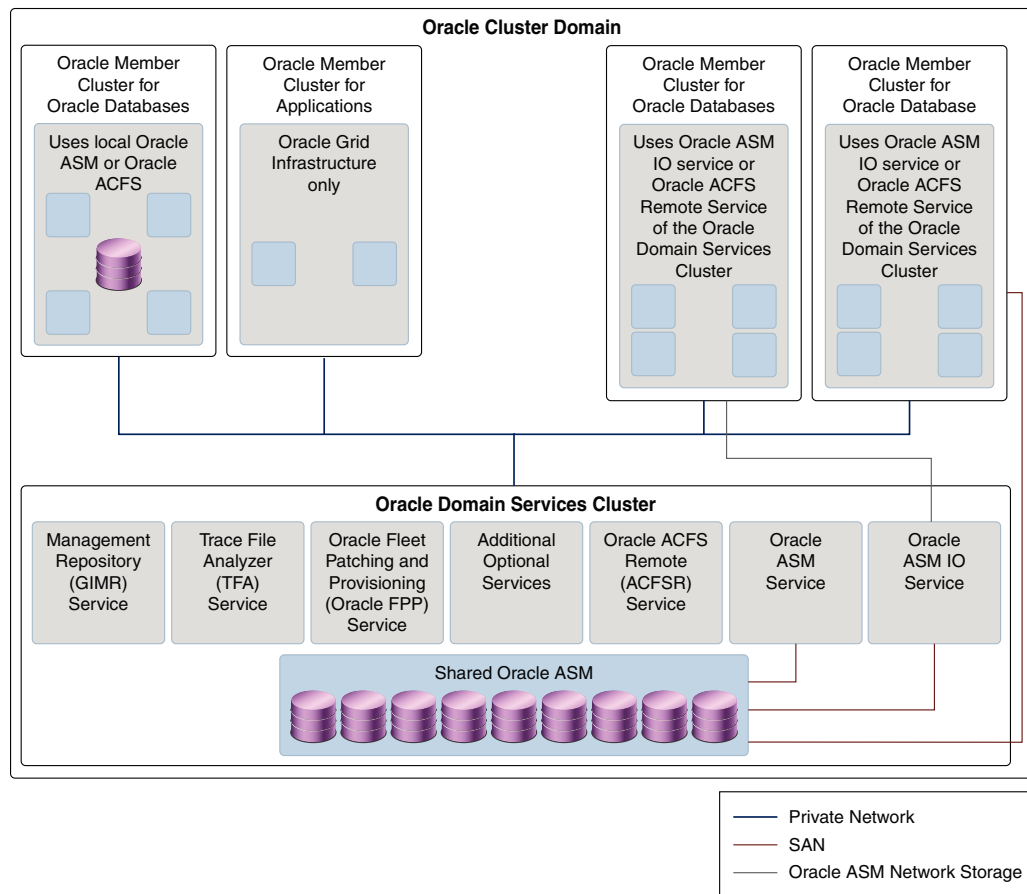 Oracle Cluster Domain
Oracle Member
Cluster for
Oracle Databases
Uses local Oracle
ASM or Oracle
ACFS
Oracle Member
Cluster for
Applications
Oracle Grid
Infrastructure
only
Oracle Member
Cluster for
Oracle Databases
Uses Oracle ASM
IO service or
Oracle ACFS
Remote Service
of the Oracle
Domain Services
Cluster
Oracle Member
Cluster for
Oracle Database
Uses Oracle ASM
IO service or
Oracle ACFS
Remote Service
of the Oracle
Domain Services
Cluster
Oracle Domain Services Cluster
Management
Repository
(GIMR)
Service
Trace File
Analyzer
(TFA)
Service
Oracle Fleet
Patching and
Provisioning
(Oracle FPP)
Service
Additional
Optional
Services
Oracle ACFS
Remote
(ACFSR)
Service
Oracle
ASM
Service
Oracle
ASM IO
Service
Shared Oracle ASM
Private Network
SAN
Oracle ASM Network Storage